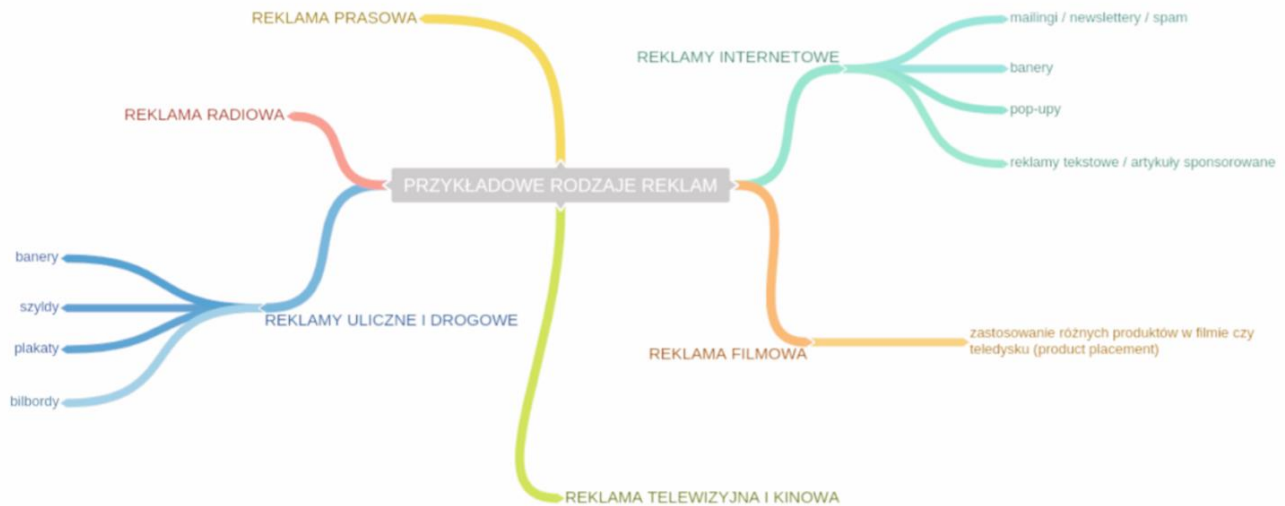 REKLAMA PRASOWA
REKLAMA RADIOWA
PRZYKŁADOWE RODZAJE REKLAM
REKLAMY INTERNETOWE
mailingi / newslettery / spam
banery
pop-upy
reklamy tekstowe / artykuły sponsorowane
banery
szyldy
plakaty
bilbordy
REKLAMY ULICZNE I DROGOWE
REKLAMA FILMOWA
zastosowanie różnych produktów w filmie czy
teledysku (product placement)
REKLAMA TELEWIZYJNA I KINOWA